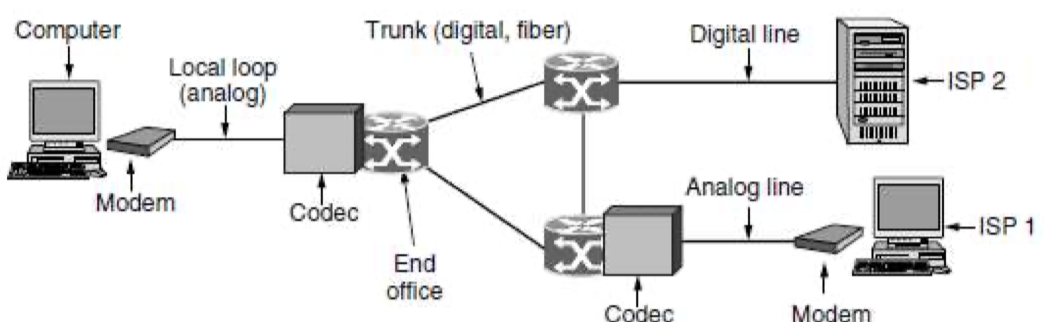 Computer
Local loop
(analog)
Trunk (digital, fiber)
Digital line
ISP 2
Modem
Codec
End
office
Analog line
ISP 1
Codec
Modem